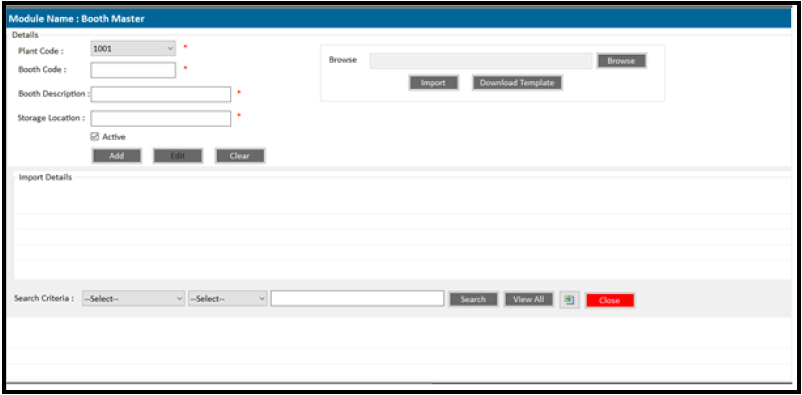 Module Name : Booth Master
Details
Plant Code : 1001 *
Booth Code : *
Booth Description : *
Storage Location : *
Active
Add Edit Clear
Browse Browse
Import Download Template
Import Details
Search Criteria : --Select-- --Select-- Search View All Close